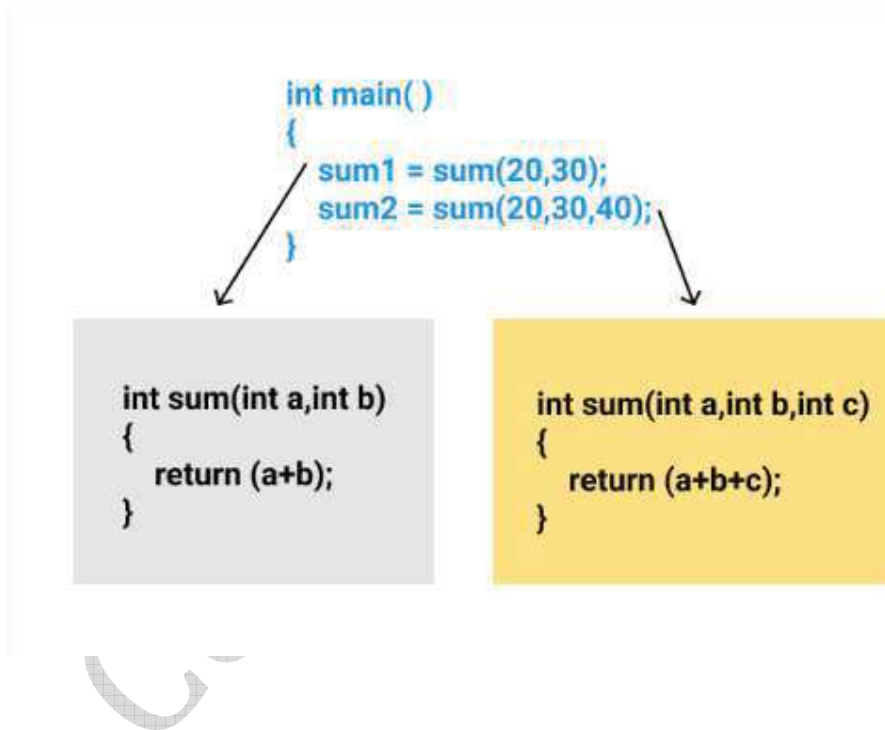 int main( )
{
sum1 = sum(20,30);
sum2 = sum(20,30,40);
}
int sum(int a,int b)
{
return (a+b);
}
int sum(int a,int b,int c)
{
return (a+b+c);
}